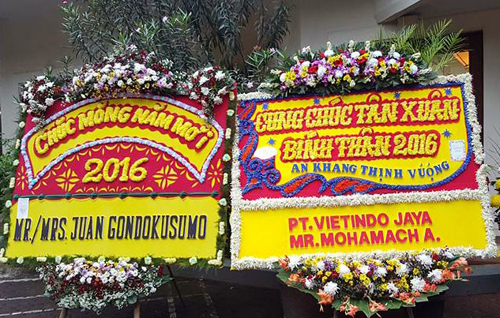 CHÚC MÔNG NĂM MỚI
2016
MR./MRS. JUAN GONDOKUSUMO
CUNG CHÚC TÂN XUÂN
BÍNH THÂN 2016
AN KHANG THỊNH VƯỢNG
PT. VIETINDO JAYA
MR. MOHAMACH A.